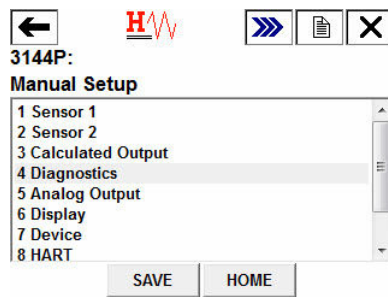 H
3144P:
Manual Setup
1 Sensor 1
2 Sensor 2
3 Calculated Output
4 Diagnostics
5 Analog Output
6 Display
7 Device
8 HART
SAVE HOME